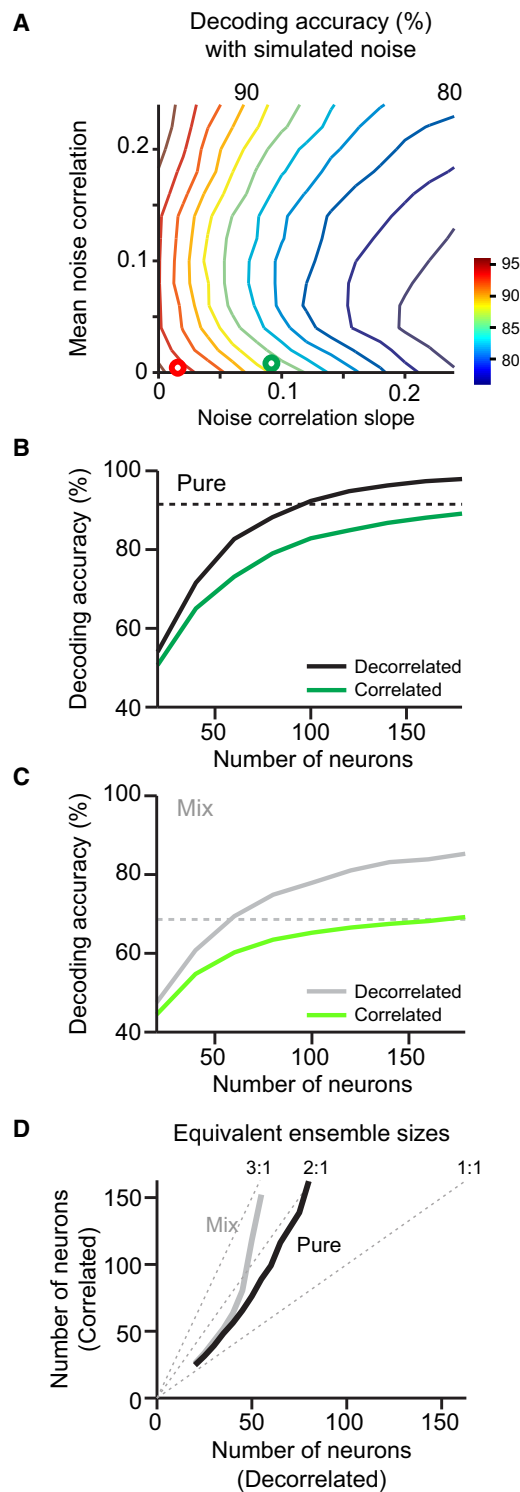 A
Decoding accuracy (%)
with simulated noise
90
80
Mean noise correlation
0.2
0.1
0
0
0.1
0.2
Noise correlation slope
95
90
85
80
B
Pure
Decoding accuracy (%)
100
80
60
40
Decorrelated
Correlated
50
100
150
Number of neurons
C
Mix
Decoding accuracy (%)
100
80
60
40
Decorrelated
Correlated
50
100
150
Number of neurons
D
Equivalent ensemble sizes
3:1
2:1
1:1
Mix
Pure
Number of neurons
(Correlated)
150
100
50
0
0
50
100
150
Number of neurons
(Decorrelated)